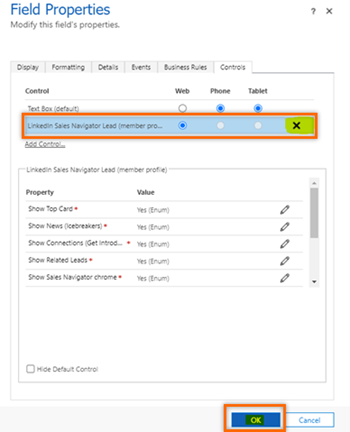 Field Properties
? ×
Modify this field's properties.
Display Formatting Details Events Business Rules Controls
Control Web Phone Tablet
Text Box (default)
LinkedIn Sales Navigator Lead (member pro...
Add Control...
LinkedIn Sales Navigator Lead (member profile)
Property Value
Show Top Card * Yes (Enum)
Show News (Icebreakers) * Yes (Enum)
Show Connections (Get Introd... * Yes (Enum)
Show Related Leads * Yes (Enum)
Show Sales Navigator chrome * Yes (Enum)
Hide Default Control
OK Cancel